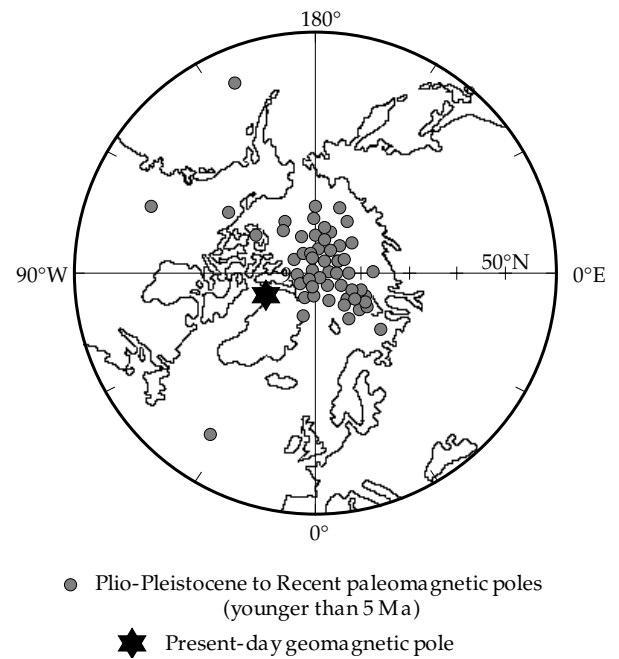 180°
90°W
50°N
0°E
0°
Plio-Pleistocene to Recent paleomagnetic poles
(younger than 5 Ma)
Present-day geomagnetic pole